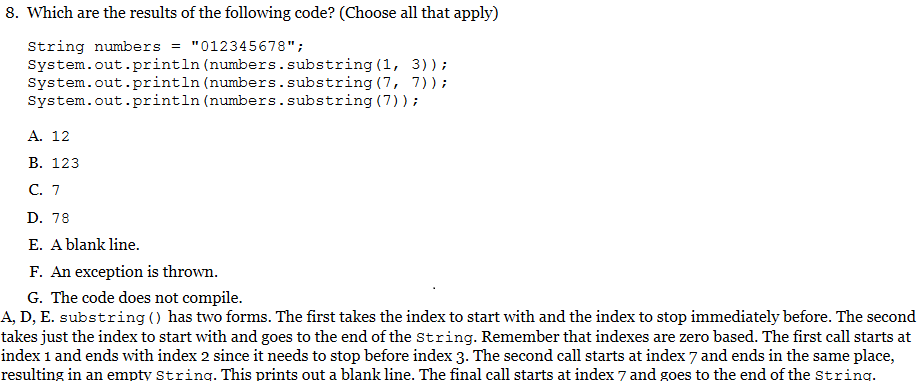 8. Which are the results of the following code? (Choose all that apply)
String numbers = "012345678";
System.out.println(numbers.substring(1, 3));
System.out.println(numbers.substring(7, 7));
System.out.println(numbers.substring(7));
A. 12
B. 123
C. 7
D. 78
E. A blank line.
F. An exception is thrown.
G. The code does not compile.
A, D, E. substring() has two forms. The first takes the index to start with and the index to stop immediately before. The second
takes just the index to start with and goes to the end of the String. Remember that indexes are zero based. The first call starts at
index 1 and ends with index 2 since it needs to stop before index 3. The second call starts at index 7 and ends in the same place,
resulting in an empty String. This prints out a blank line. The final call starts at index 7 and goes to the end of the String.